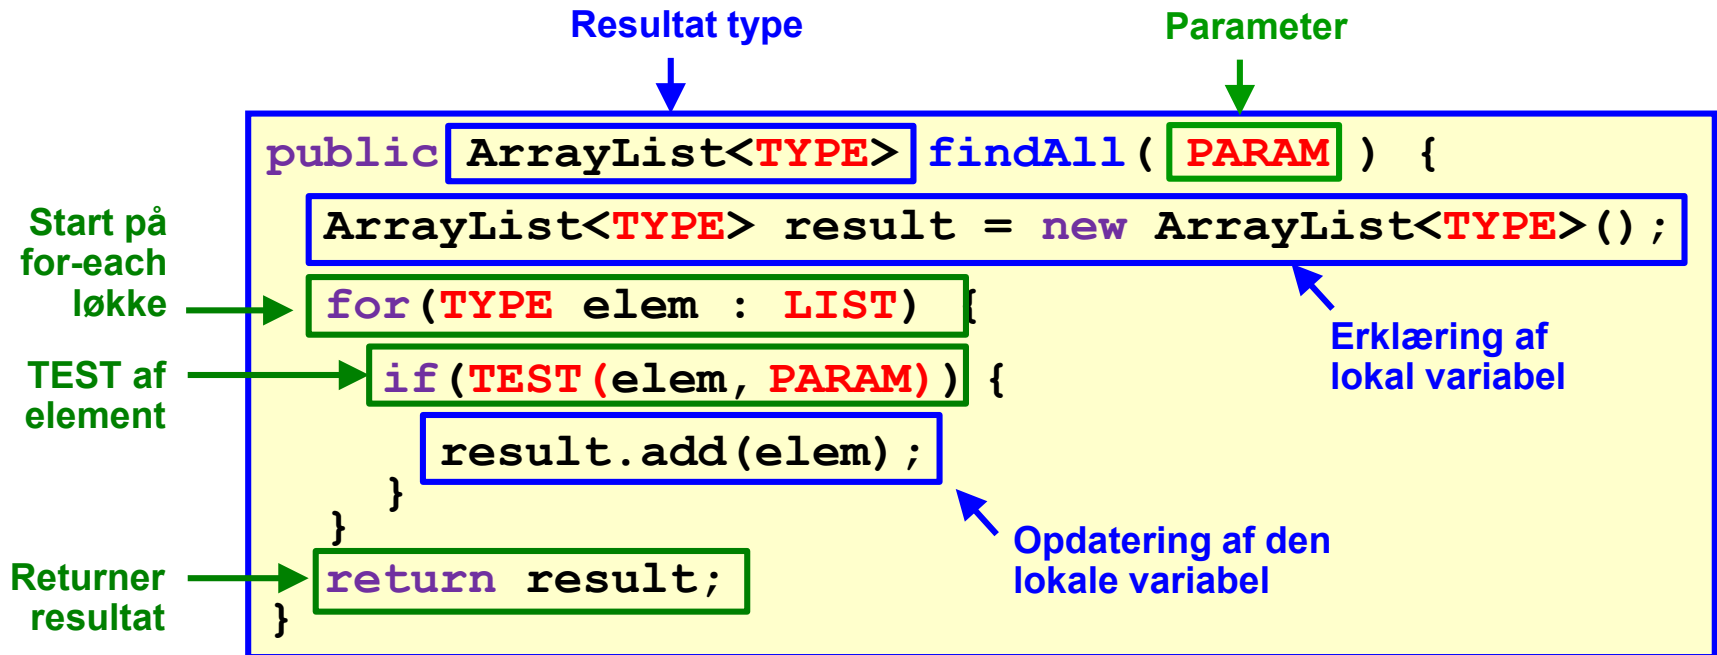 Resultat type
Parameter
public ArrayList<TYPE> findAll( PARAM ) {
ArrayList<TYPE> result = new ArrayList<TYPE>();
Start på
for-each
løkke
for(TYPE elem : LIST) {
Erklæring af
lokal variabel
TEST af
element
if(TEST(elem, PARAM)) {
result.add(elem);
}
}
Opdatering af den
lokale variabel
Returner
resultat
return result;
}